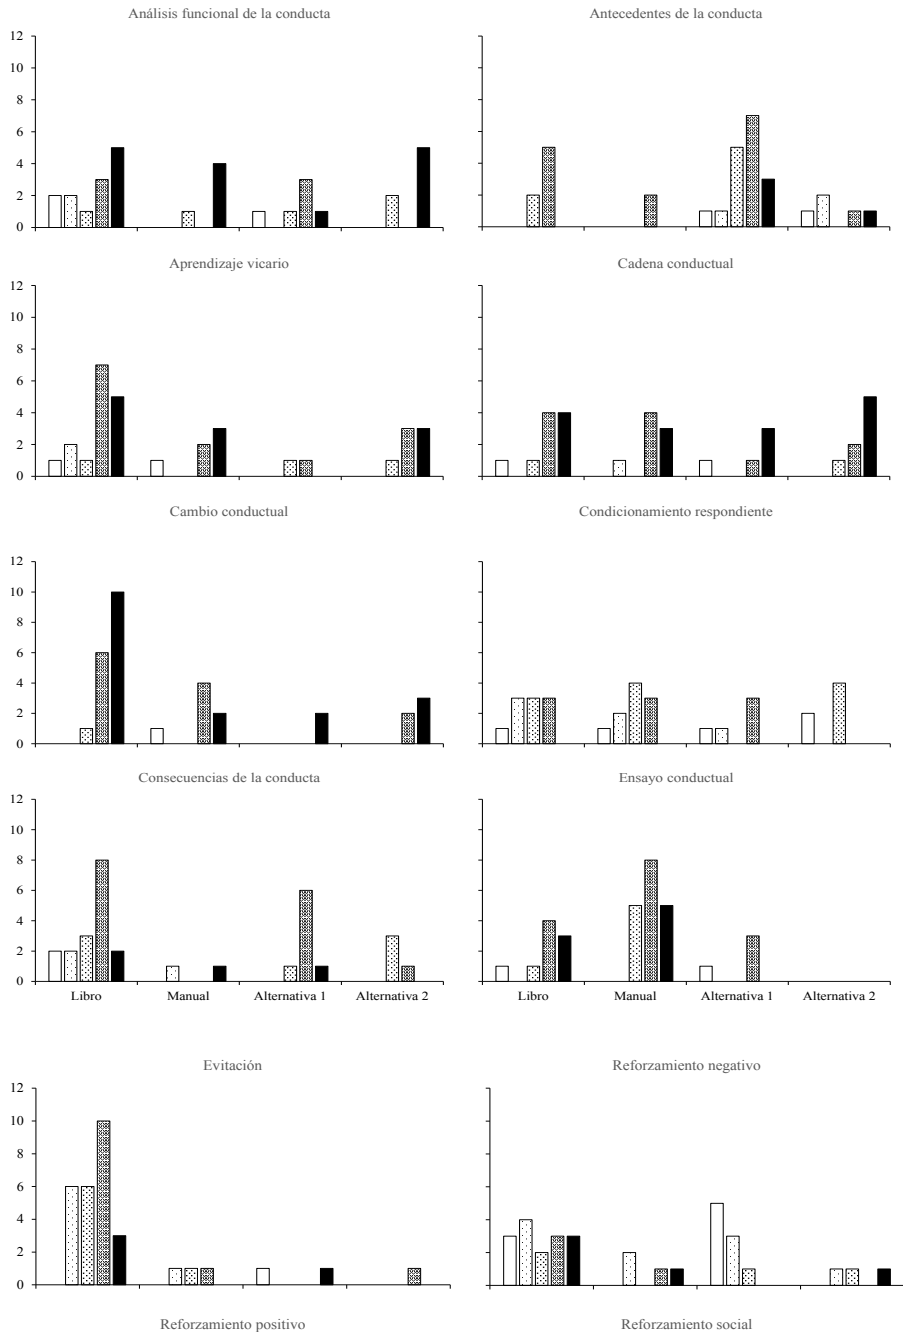 Análisis funcional de la conducta
Antecedentes de la conducta
12
10
8
6
4
2
0
Aprendizaje vicario
Cadena conductual
12
10
8
6
4
2
0
Cambio conductual
Condicionamiento respondiente
12
10
8
6
4
2
0
Consecuencias de la conducta
Ensayo conductual
12
10
8
6
4
2
0
Libro Manual Alternativa 1 Alternativa 2
Libro Manual Alternativa 1 Alternativa 2
Evitación
Reforzamiento negativo
12
10
8
6
4
2
0
Reforzamiento positivo
Reforzamiento social